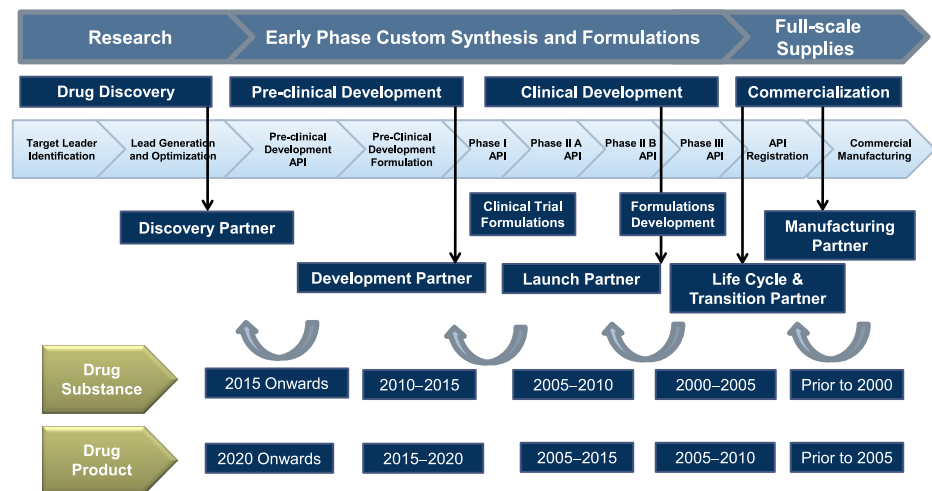 Research
Early Phase Custom Synthesis and Formulations
Full-scale
Supplies
Drug Discovery
Pre-clinical Development
Clinical Development
Commercialization
Target Leader
Identification
Lead Generation
and Optimization
Pre-clinical
Development
API
Pre-Clinical
Development
Formulation
Phase I
API
Phase II A
API
Phase II B
API
Phase III
API
API
Registration
Commercial
Manufacturing
Clinical Trial
Formulations
Formulations
Development
Discovery Partner
Manufacturing
Partner
Development Partner
Launch Partner
Life Cycle &
Transition Partner
Drug
Substance
2015 Onwards
2010–2015
2005–2010
2000–2005
Prior to 2000
Drug
Product
2020 Onwards
2015–2020
2005–2015
2005–2010
Prior to 2005